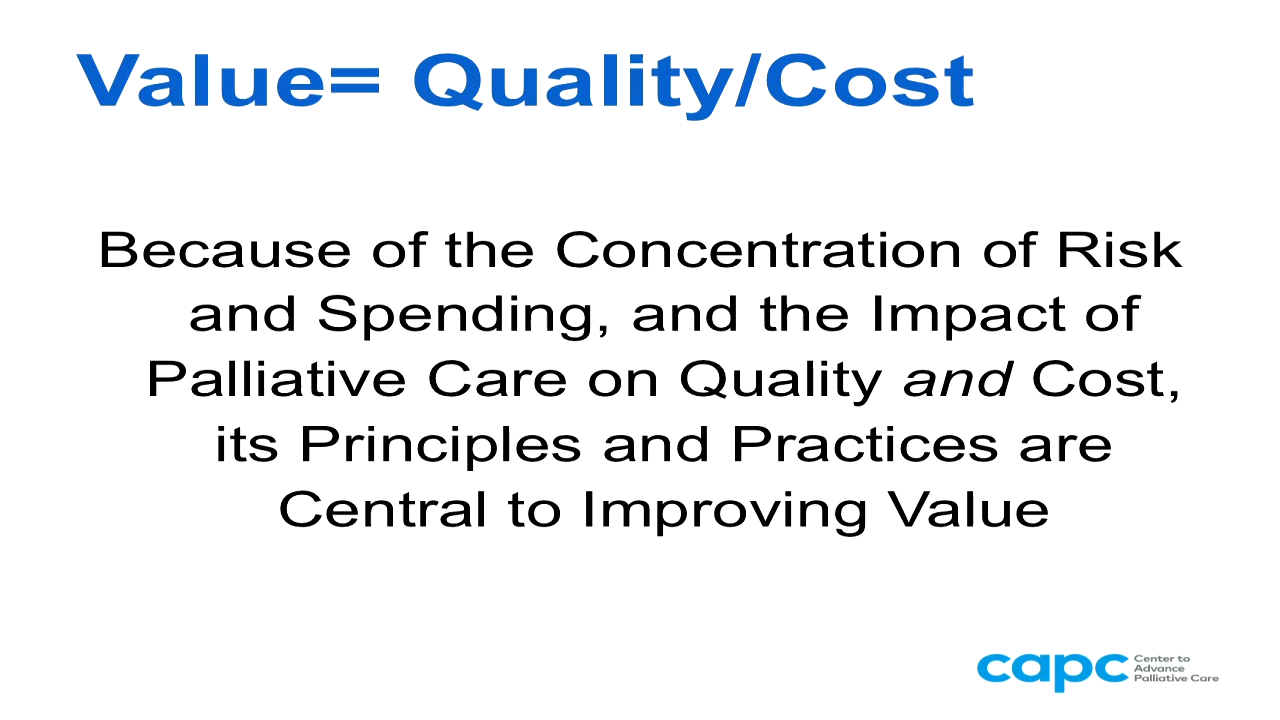 Value= Quality/Cost
Because of the Concentration of Risk
and Spending, and the Impact of
Palliative Care on Quality and Cost,
its Principles and Practices are
Central to Improving Value
capc
Center to
Advance
Palliative Care